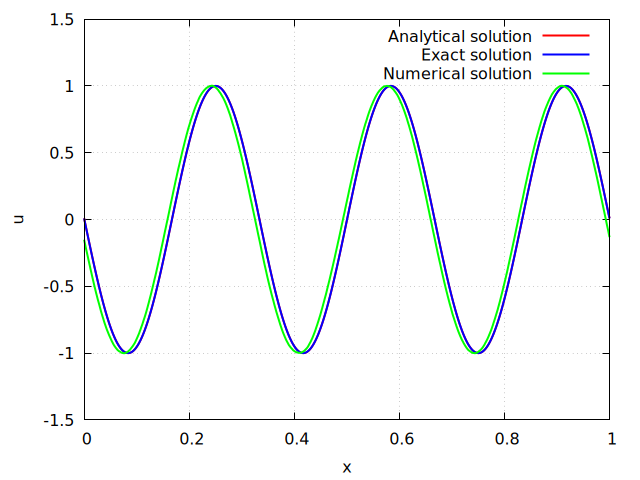 1.5
Analytical solution
Exact solution
Numerical solution
1
0.5
u
0
-0.5
-1
-1.5
0 0.2 0.4 0.6 0.8 1
x